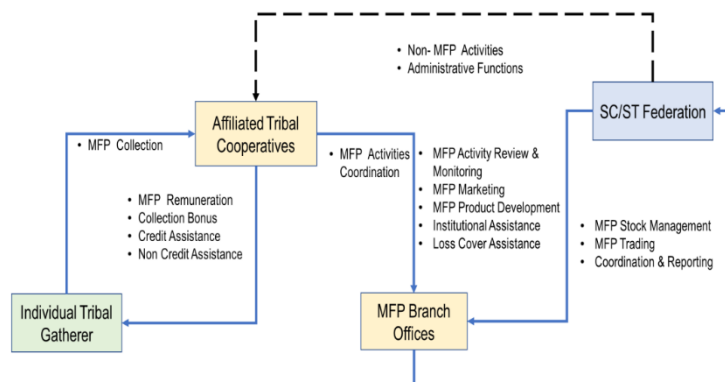 • Non- MFP Activities
• Administrative Functions
SC/ST Federation
Affiliated Tribal
Cooperatives
• MFP Collection
• MFP Activities
Coordination
• MFP Activity Review &
Monitoring
• MFP Marketing
• MFP Product Development
• Institutional Assistance
• Loss Cover Assistance
• MFP Remuneration
• Collection Bonus
• Credit Assistance
• Non Credit Assistance
• MFP Stock Management
• MFP Trading
• Coordination & Reporting
Individual Tribal
Gatherer
MFP Branch
Offices